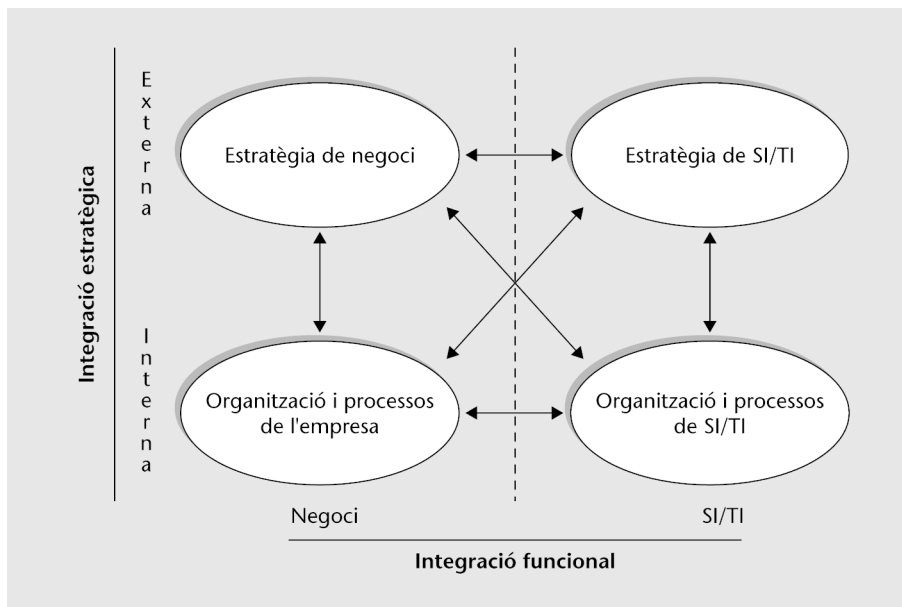 Integració estratègica
Externa
Interna
Estratègia de negoci
Estratègia de SI/TI
Organització i processos
de l'empresa
Organització i processos
de SI/TI
Negoci
SI/TI
Integració funcional